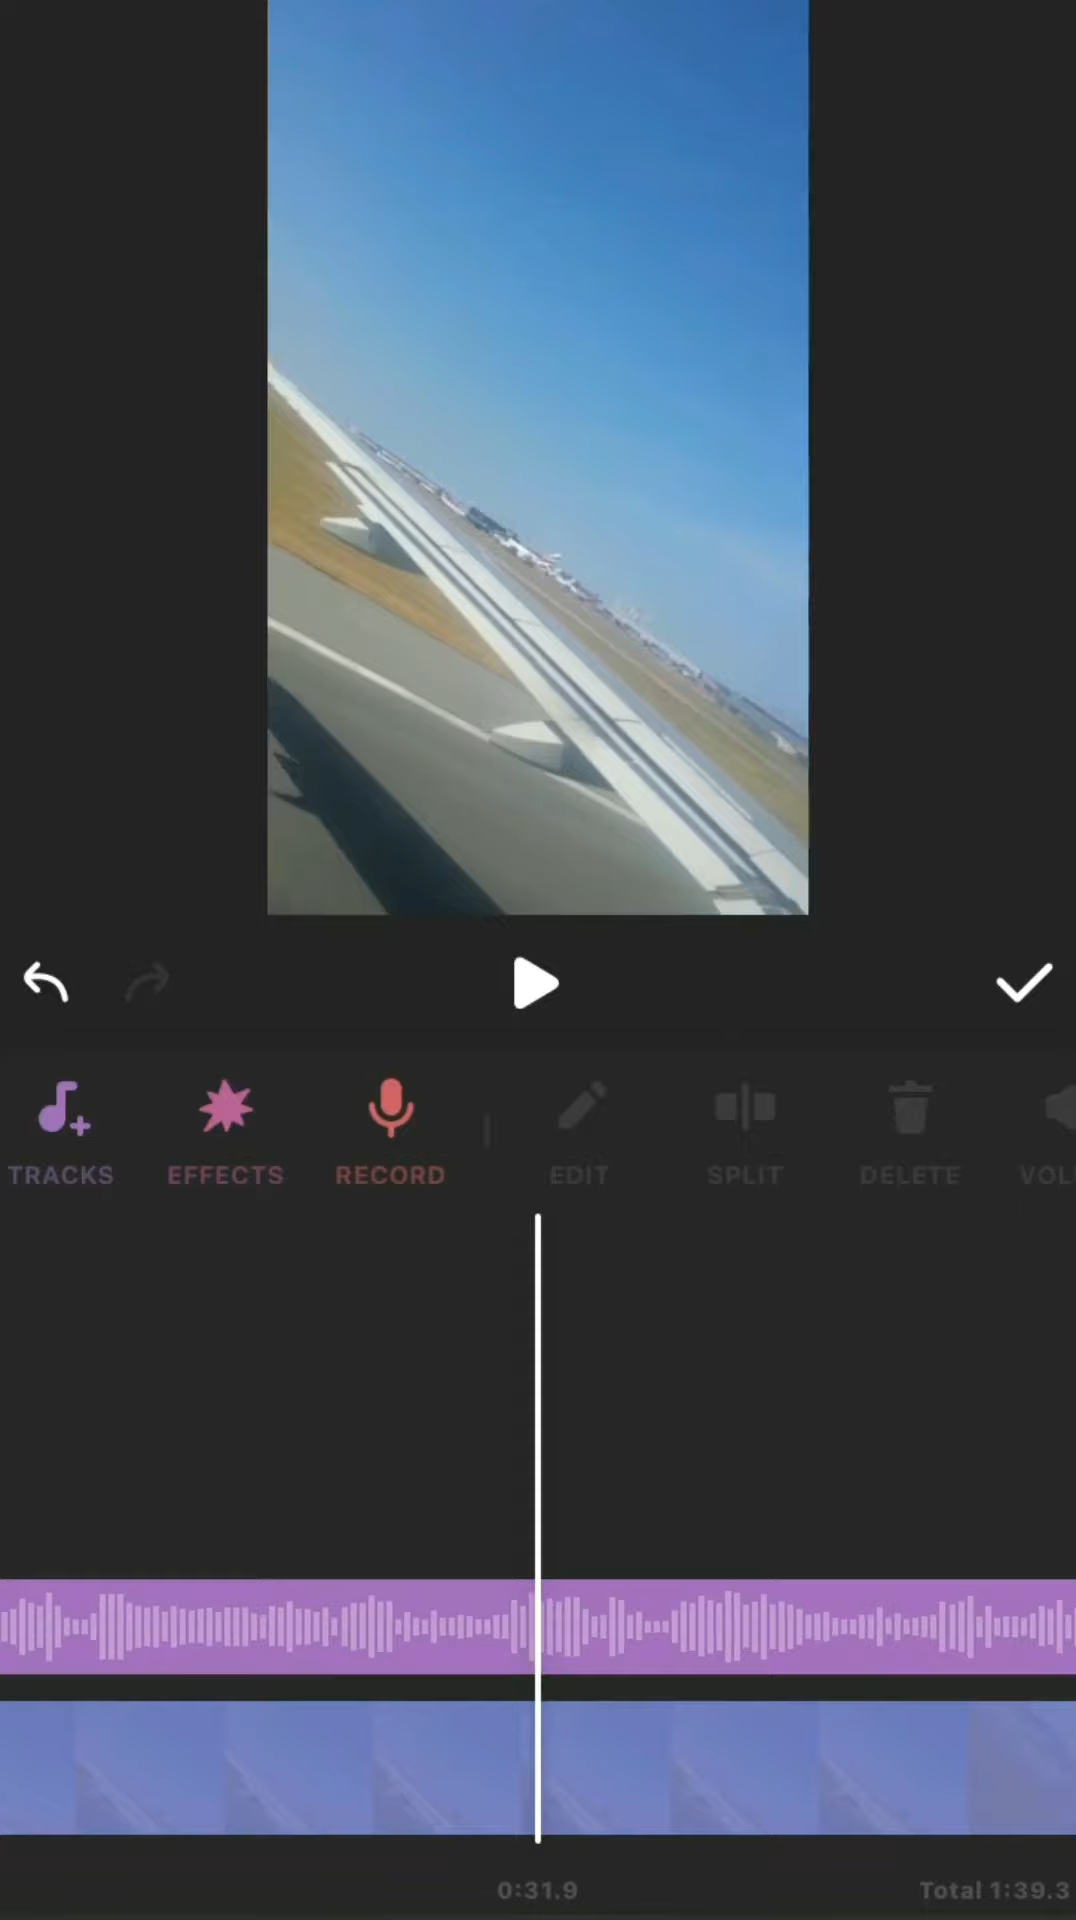 TRACKS
EFFECTS
RECORD
EDIT
SPLIT
DELETE
VOL
0:31.9
Total 1:39.3